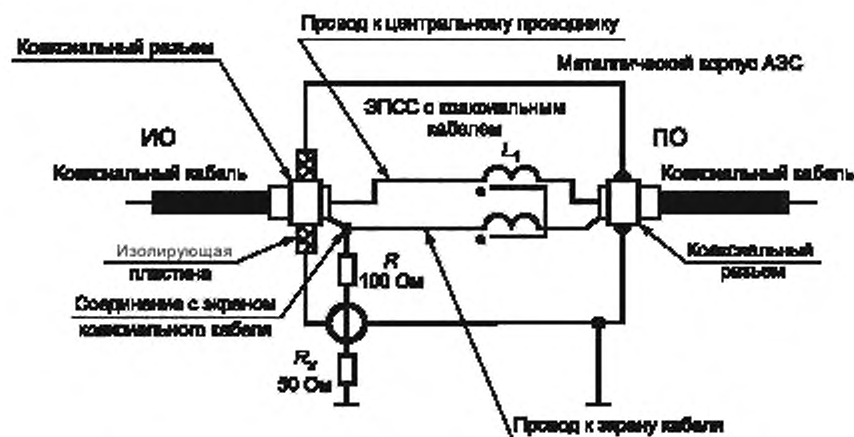 Провод к центральному проводнику
Коаксиальный разъем
Металлический корпус АЗС
ЭПСС с коаксиальным
кабелем
ИО
ПО
L1
Коаксиальный кабель
Коаксиальный кабель
Изолирующая
пластина
R
100 Ом
Коаксиальный
разъем
Соединение с экраном
коаксиального кабеля
50 Ом
Провод к экрану кабеля